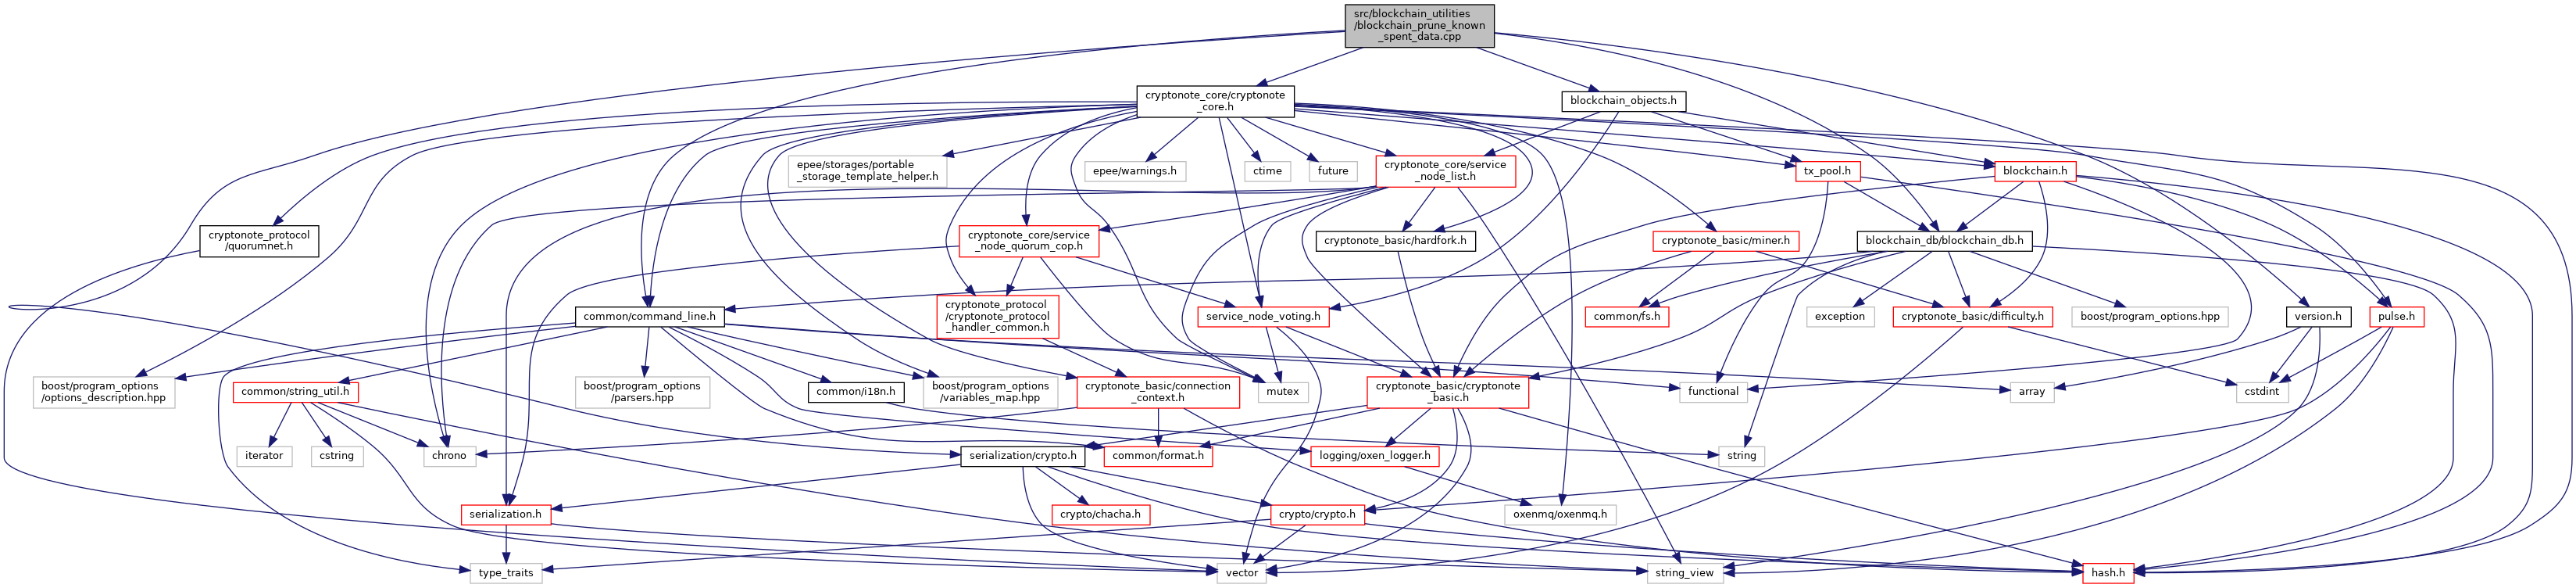 src/blockchain_utilities
/blockchain_prune_known
_spent_data.cpp
cryptonote_core/cryptonote
_core.h
blockchain_objects.h
epee/storages/portable
_storage_template_helper.h
epee/warnings.h
cryptonote_core/service
_node_list.h
ctime
future
tx_pool.h
blockchain.h
cryptonote_protocol
/quorumnet.h
cryptonote_core/service
_node_quorum_cop.h
cryptonote_basic/hardfork.h
cryptonote_basic/miner.h
blockchain_db/blockchain_db.h
common/command_line.h
cryptonote_protocol
/cryptonote_protocol
_handler_common.h
service_node_voting.h
common/fs.h
exception
cryptonote_basic/difficulty.h
boost/program_options.hpp
version.h
pulse.h
boost/program_options
/options_description.hpp
common/string_util.h
boost/program_options
/parsers.hpp
common/i18n.h
boost/program_options
/variables_map.hpp
cryptonote_basic/connection
_context.h
mutex
cryptonote_basic/cryptonote
_basic.h
functional
array
cstdint
iterator
cstring
chrono
serialization/crypto.h
common/format.h
logging/oxen_logger.h
string
serialization.h
crypto/chacha.h
crypto/crypto.h
oxenmq/oxenmq.h
type_traits
vector
string_view
hash.h